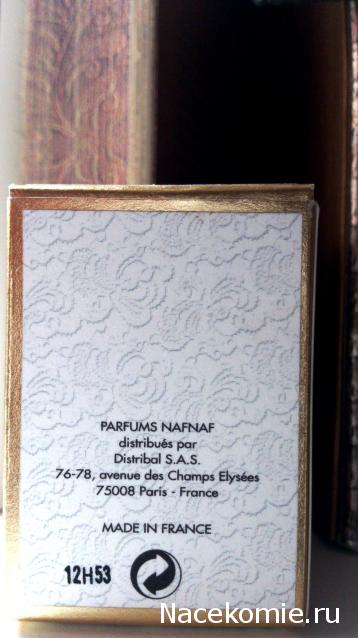 PARFUMS NAFNAF
distribués par
Distribal S.A.S.
76-78, avenue des Champs Elysées
75008 Paris - France
MADE IN FRANCE
12H53
Nacekomie.ru